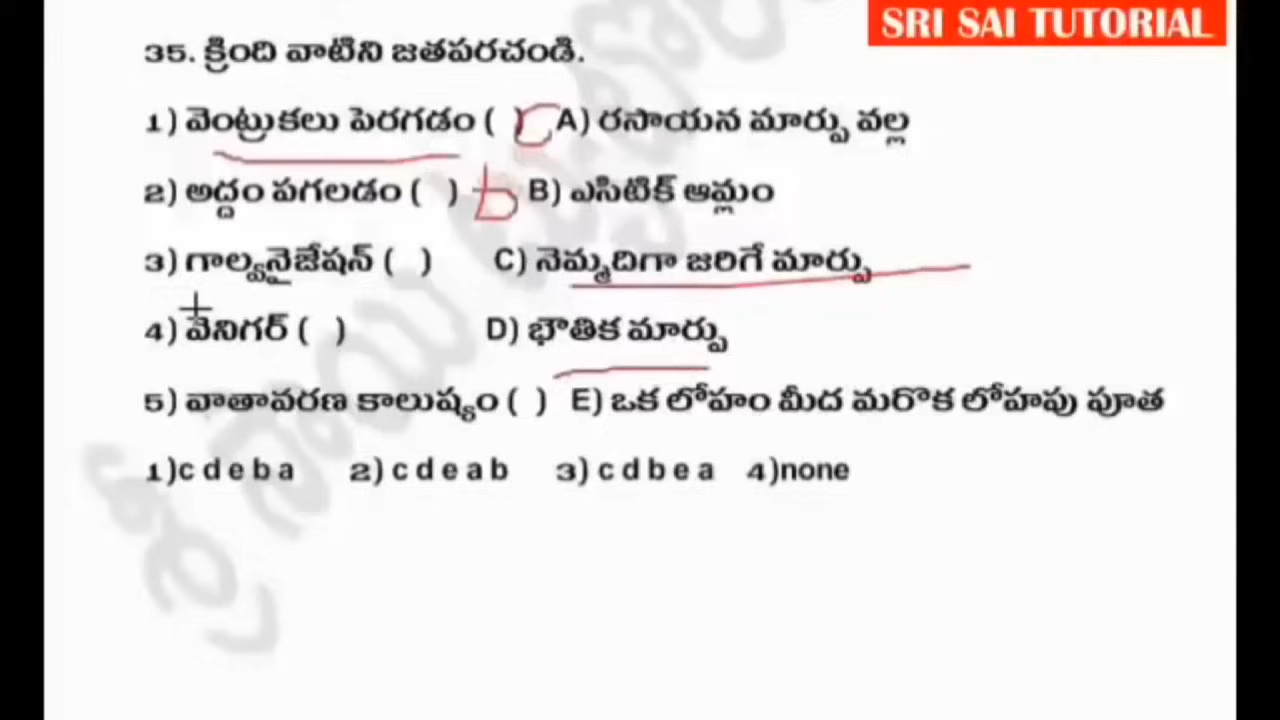 SRI SAI TUTORIAL
35. క్రింది వాటిని జతపరచండి.
1) వెంట్రుకలు పెరగడం ( ) C A) రసాయన మార్పు వల్ల
2) అద్దం పగలడం ( ) D B) ఎసిటిక్ ఆమ్లం
3) గాల్వనైజేషన్ ( ) C) నెమ్మదిగా జరిగే మార్పు
4) వెనిగర్ ( ) D) భౌతిక మార్పు
5) వాతావరణ కాలుష్యం ( ) E) ఒక లోహం మీద మరొక లోహపు పూత
1)c d e b a 2) c d e a b 3) c d b e a 4)none